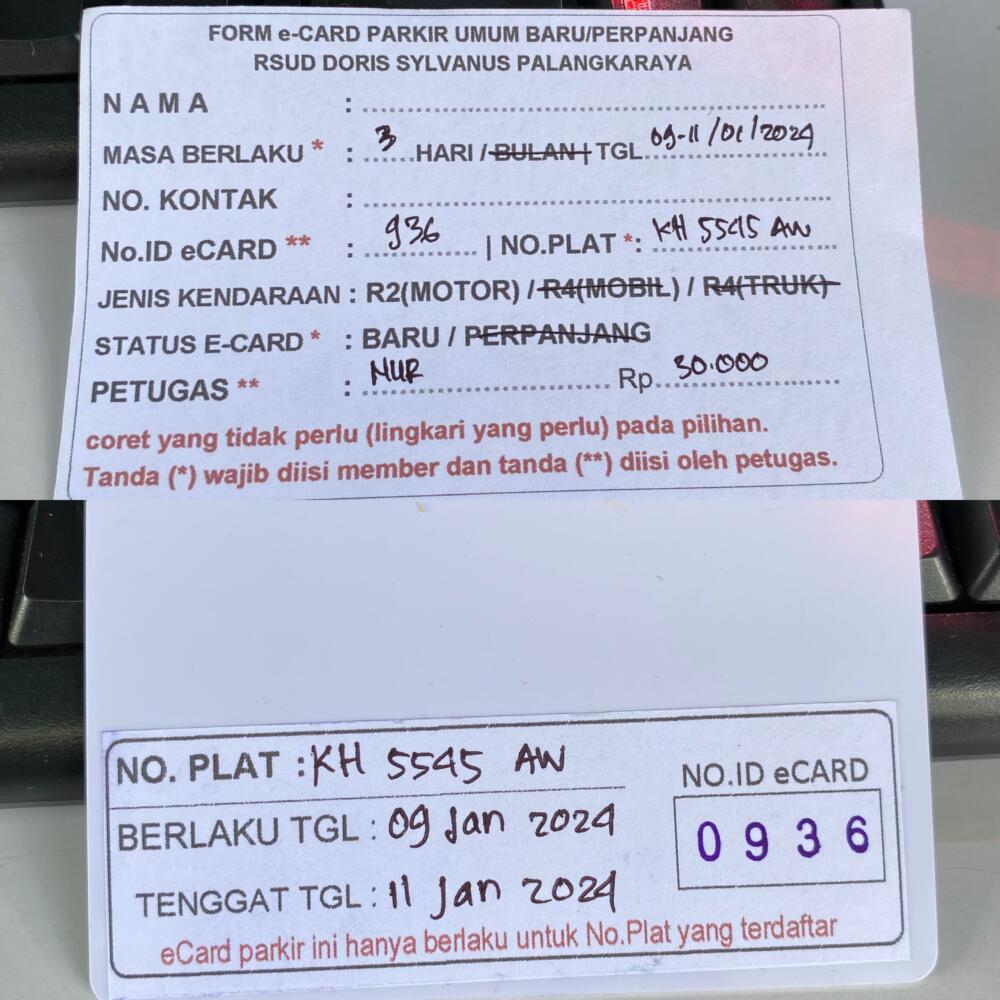 FORM e-CARD PARKIR UMUM BARU/PERPANJANG
RSUD DORIS SYLVANUS PALANGKARAYA
N A M A : ..........
MASA BERLAKU * : 3 HARI / BULAN | TGL 09-11/01/2024
NO. KONTAK : ..........
No.ID eCARD ** : 936 | NO.PLAT *: KH 5545 AW
JENIS KENDARAAN : R2(MOTOR) / R4(MOBIL) / R4(TRUK)
STATUS E-CARD * : BARU / PERPANJANG
PETUGAS ** : NUR Rp 30.000
coret yang tidak perlu (lingkari yang perlu) pada pilihan.
Tanda (*) wajib diisi member dan tanda (**) diisi oleh petugas.
NO. PLAT : KH 5545 AW
BERLAKU TGL : 09 Jan 2024
TENGGAT TGL : 11 Jan 2024
NO.ID eCARD
0 9 3 6
eCard parkir ini hanya berlaku untuk No.Plat yang terdaftar